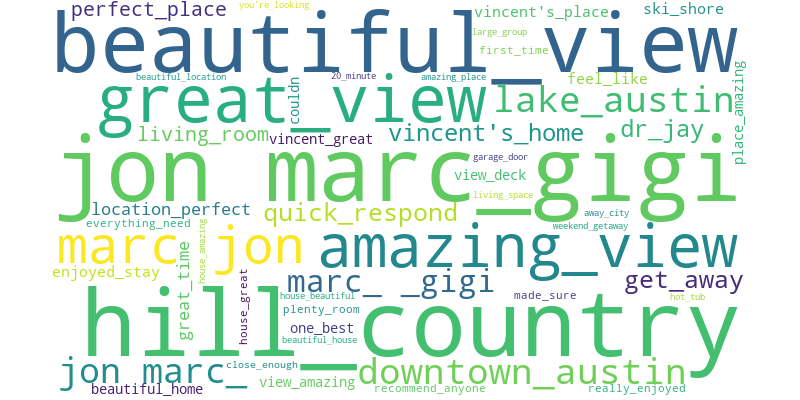 perfect_place
you're_looking
vincent's_place
ski_shore
beautiful_view
large_group
first_time
beautiful_location
20_minute
amazing_place
feel_like
place_amazing
great_view
couldn
lake_austin
living_room
vincent_great
vincent's_home
dr_jay
jon marc_gigi
garage_door
view_deck
living_space
location_perfect
quick_respond
away_city
everything_need
weekend_getaway
marc_jon
house_amazing
amazing_view
enjoyed_stay
great_time
house_great
marc_ _gigi
get_away
hill_country
house_beautiful
made_sure
hot_tub
plenty_room
one_best
beautiful_house
jon marc_
close_enough
downtown_austin
beautiful_home
view_amazing
recommend_anyone
really_enjoyed